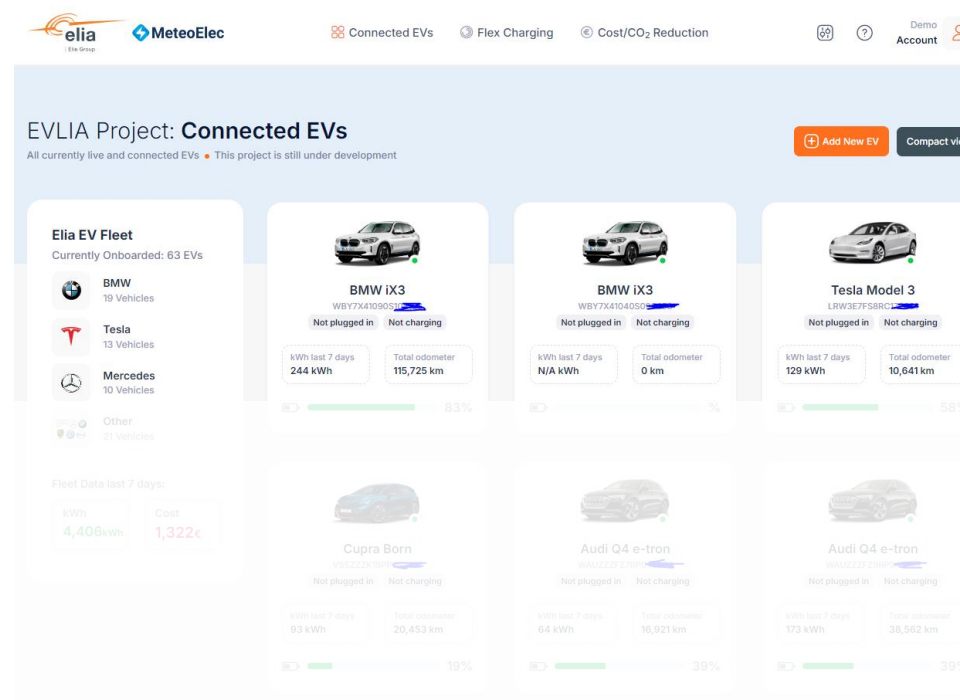 elia
Elia Group
MeteoElec
Connected EVs
Flex Charging
Cost/CO₂ Reduction
Demo
Account
EVLIA Project: Connected EVs
All currently live and connected EVs • This project is still under development
Add New EV
Compact vie
Elia EV Fleet
Currently Onboarded: 63 EVs
BMW
19 Vehicles
Tesla
13 Vehicles
Mercedes
10 Vehicles
Other
21 Vehicles
Fleet Data last 7 days:
kWh
4,406kWh
Cost
1,322€
BMW iX3
WBY7X41090S
Not plugged in
Not charging
kWh last 7 days
244 kWh
Total odometer
115,725 km
83%
BMW iX3
WBY7X41040S
Not plugged in
Not charging
kWh last 7 days
N/A kWh
Total odometer
0 km
%
Tesla Model 3
LRW3E7FS8RC
Not plugged in
Not charging
kWh last 7 days
129 kWh
Total odometer
10,641 km
58%
Cupra Born
Not plugged in
Not charging
kWh last 7 days
93 kWh
Total odometer
20,453 km
19%
Audi Q4 e-tron
Not plugged in
Not charging
kWh last 7 days
64 kWh
Total odometer
16,921 km
39%
Audi Q4 e-tron
Not plugged in
Not charging
kWh last 7 days
173 kWh
Total odometer
38,562 km
39%